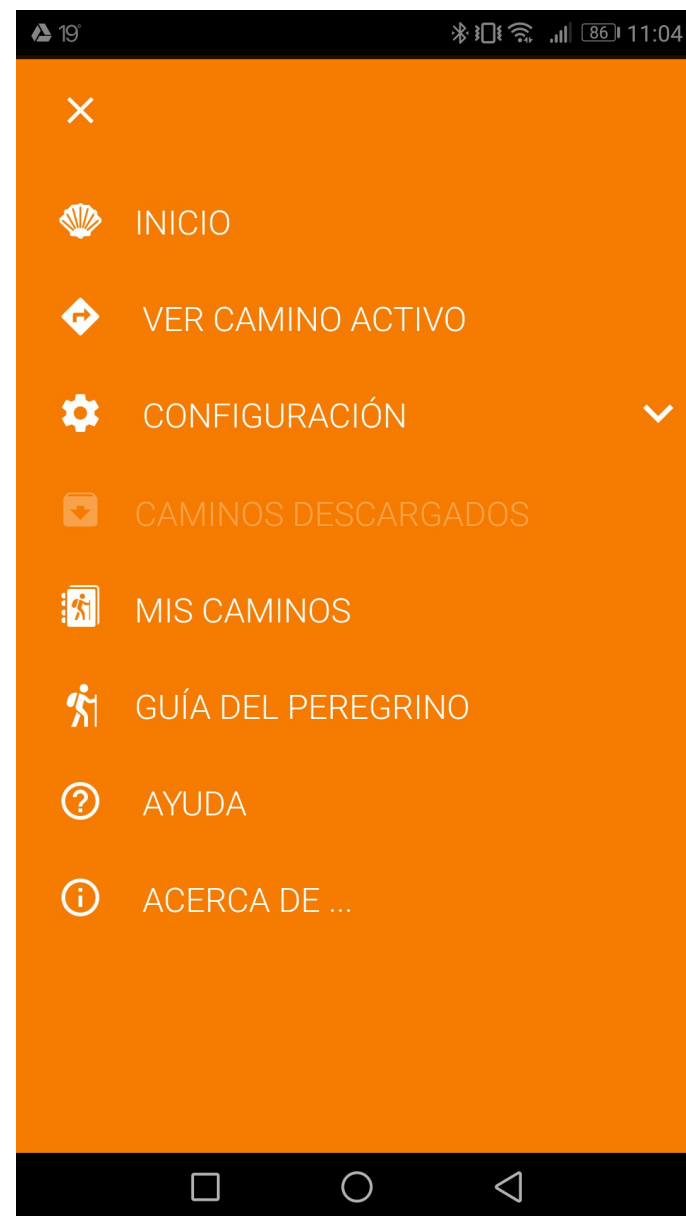 19°
86 11:04
INICIO
VER CAMINO ACTIVO
CONFIGURACIÓN
CAMINOS DESCARGADOS
MIS CAMINOS
GUÍA DEL PEREGRINO
AYUDA
ACERCA DE ...